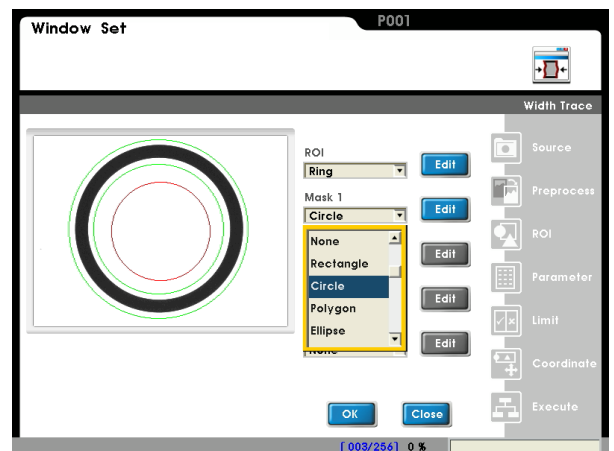 Window Set
P001
Width Trace
ROI
Ring
Edit
Mask 1
Circle
Edit
None
Rectangle
Circle
Polygon
Ellipse
Edit
Edit
Edit
None
OK
Close
Source
Preprocess
ROI
Parameter
Limit
Coordinate
Execute
[003/256] 0 %